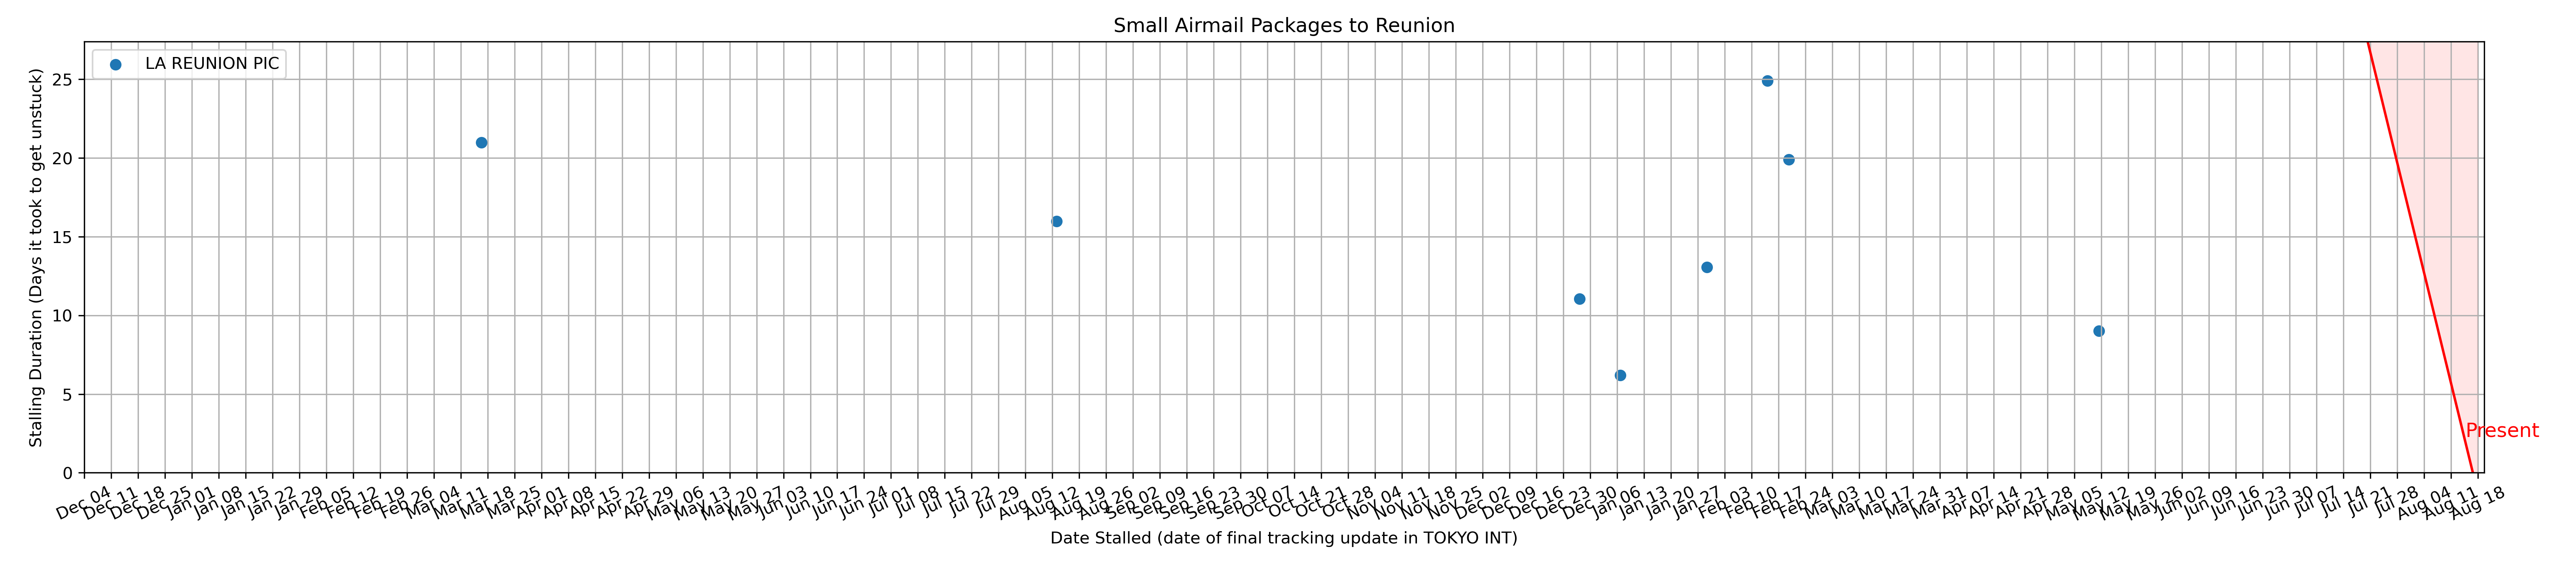 Small Airmail Packages to Reunion
LA REUNION PIC
Stalling Duration (Days it took to get unstuck)
25
20
15
10
5
0
Present
Dec 04
Dec 11
Dec 18
Dec 25
Jan 01
Jan 08
Jan 15
Jan 22
Jan 29
Feb 05
Feb 12
Feb 19
Feb 26
Mar 04
Mar 11
Mar 18
Mar 25
Apr 01
Apr 08
Apr 15
Apr 22
Apr 29
May 06
May 13
May 20
May 27
Jun 03
Jun 10
Jun 17
Jun 24
Jul 01
Jul 08
Jul 15
Jul 22
Jul 29
Aug 05
Aug 12
Aug 19
Aug 26
Sep 02
Sep 09
Sep 16
Sep 23
Sep 30
Oct 07
Oct 14
Oct 21
Oct 28
Nov 04
Nov 11
Nov 18
Nov 25
Dec 02
Dec 09
Dec 16
Dec 23
Dec 30
Jan 06
Jan 13
Jan 20
Jan 27
Feb 03
Feb 10
Feb 17
Feb 24
Mar 03
Mar 10
Mar 17
Mar 24
Mar 31
Apr 07
Apr 14
Apr 21
Apr 28
May 05
May 12
May 19
May 26
Jun 02
Jun 09
Jun 16
Jun 23
Jun 30
Jul 07
Jul 14
Jul 21
Jul 28
Aug 04
Aug 11
Aug 18
Date Stalled (date of final tracking update in TOKYO INT)